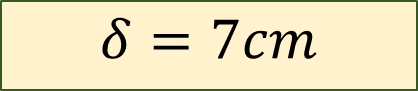 δ = 7cm